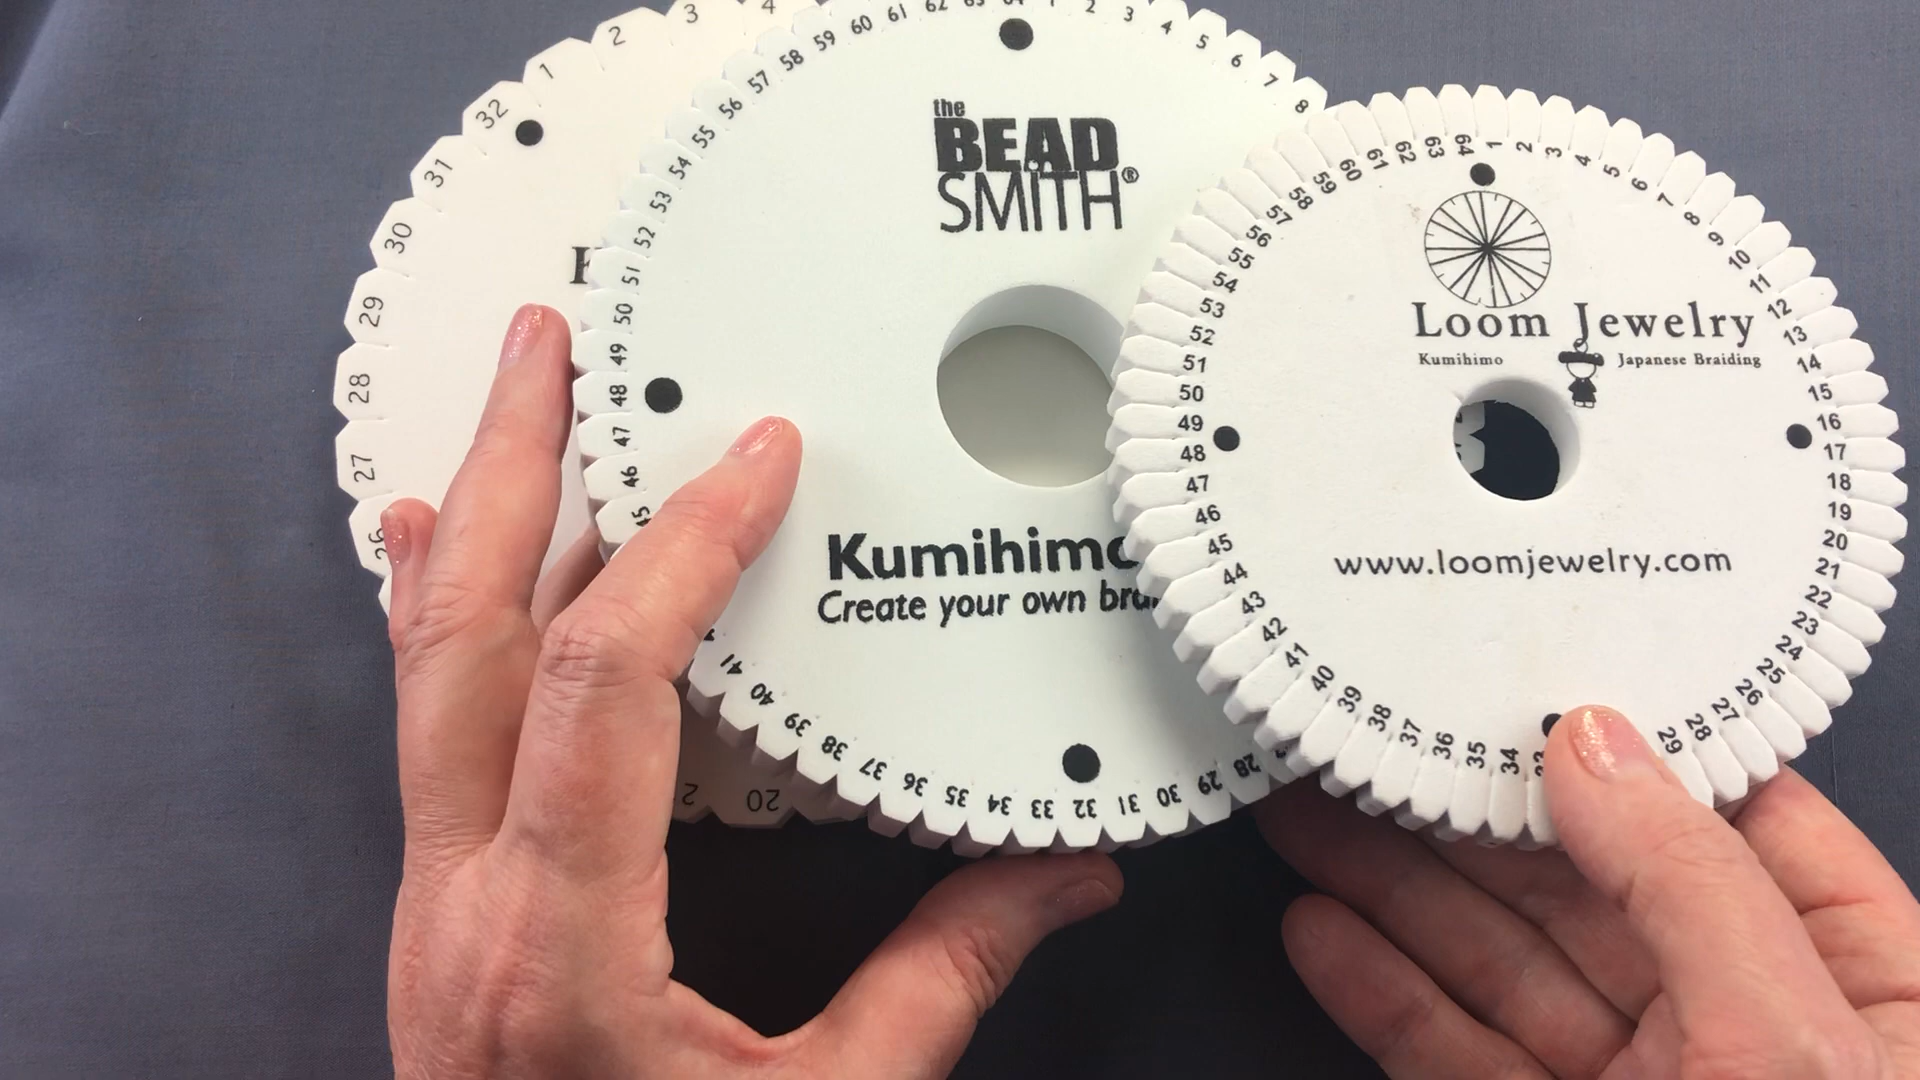 the
BEAD
SMITH®
Kumihimo
Create your own
Loom Jewelry
Kumihimo
Japanese Braiding
www.loomjewelry.com
1 2 3 4
20
26 27 28 29 30 31 32
1 2 3 4 5 6 7 8
28 29 30 31 32 33 34 35 36 37 38 39 40 41
45 46 47 48 49 50 51 52 53 54 55 56 57 58 59 60 61 62 63 64
1 2 3 4 5 6 7 8 9 10 11 12 13 14 15 16 17 18 19 20 21 22 23 24 25 26 27 28 29
33 34 35 36 37 38 39 40 41 42 43 44 45 46 47 48 49 50 51 52 53 54 55 56 57 58 59 60 61 62 63 64